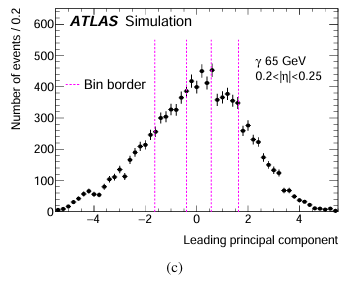 ATLAS Simulation
Number of events / 0.2
600
500
400
300
200
100
0
Bin border
γ 65 GeV
0.2<|η|<0.25
−4 −2 0 2 4
Leading principal component
(c)